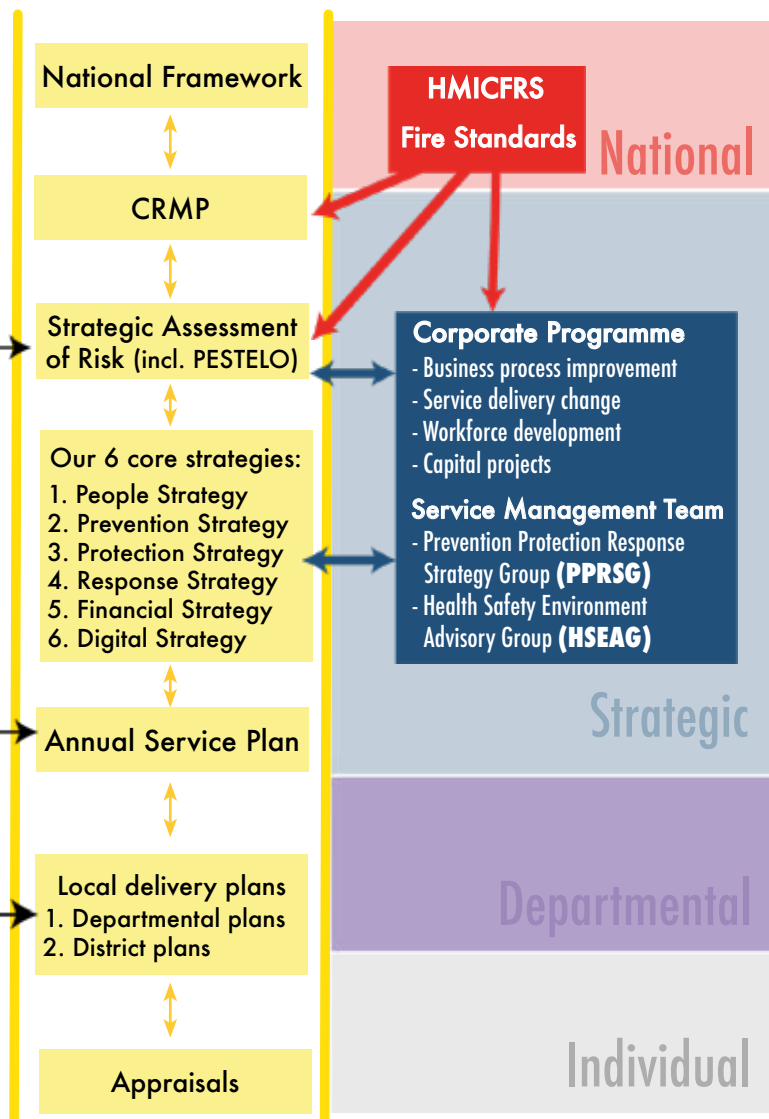 National Framework
CRMP
Strategic Assessment
of Risk (incl. PESTELO)
Our 6 core strategies:
1. People Strategy
2. Prevention Strategy
3. Protection Strategy
4. Response Strategy
5. Financial Strategy
6. Digital Strategy
Annual Service Plan
Local delivery plans
1. Departmental plans
2. District plans
Appraisals
HMICFRS
Fire Standards
National
Corporate Programme
- Business process improvement
- Service delivery change
- Workforce development
- Capital projects
Service Management Team
- Prevention Protection Response
Strategy Group (PPRSG)
- Health Safety Environment
Advisory Group (HSEAG)
Strategic
Departmental
Individual